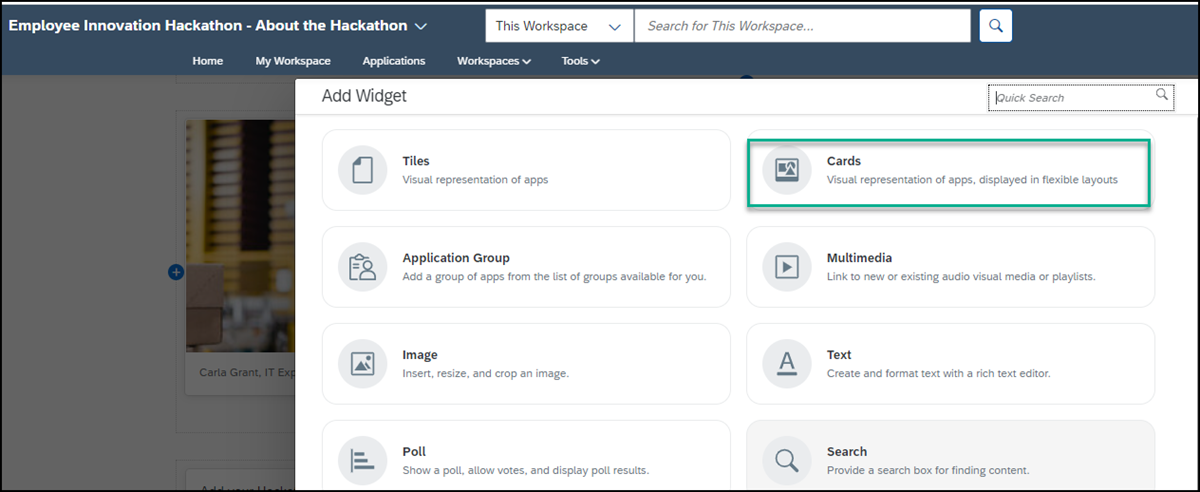 Employee Innovation Hackathon - About the Hackathon
This Workspace
Search for This Workspace...
Home
My Workspace
Applications
Workspaces
Tools
Add Widget
Quick Search
Tiles
Visual representation of apps
Cards
Visual representation of apps, displayed in flexible layouts
Application Group
Add a group of apps from the list of groups available for you.
Multimedia
Link to new or existing audio visual media or playlists.
Image
Insert, resize, and crop an image.
Text
Create and format text with a rich text editor.
Carla Grant, IT Exp
Poll
Show a poll, allow votes, and display poll results.
Search
Provide a search box for finding content.
Add your